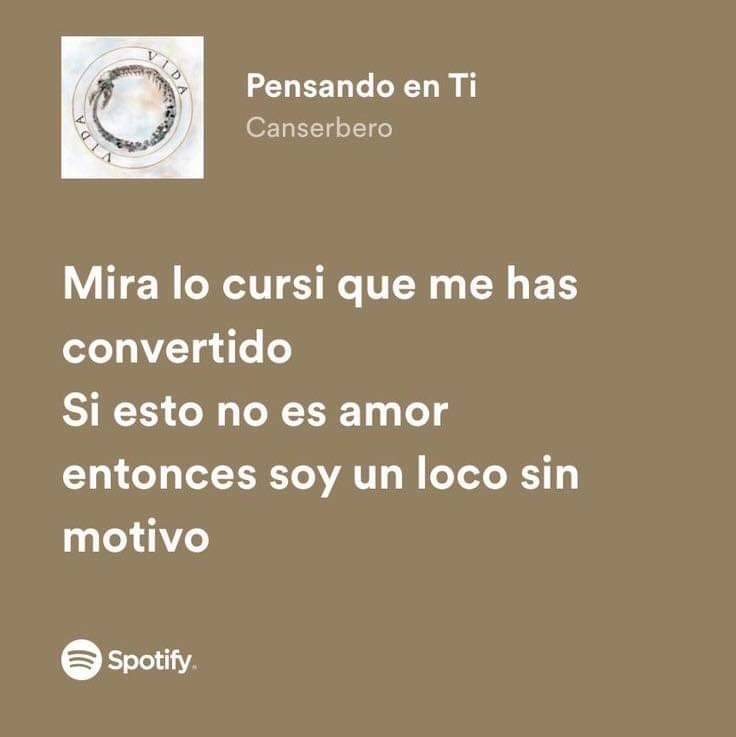 VIDA
VIDA
Pensando en Ti
Canserbero
Mira lo cursi que me has
convertido
Si esto no es amor
entonces soy un loco sin
motivo
Spotify